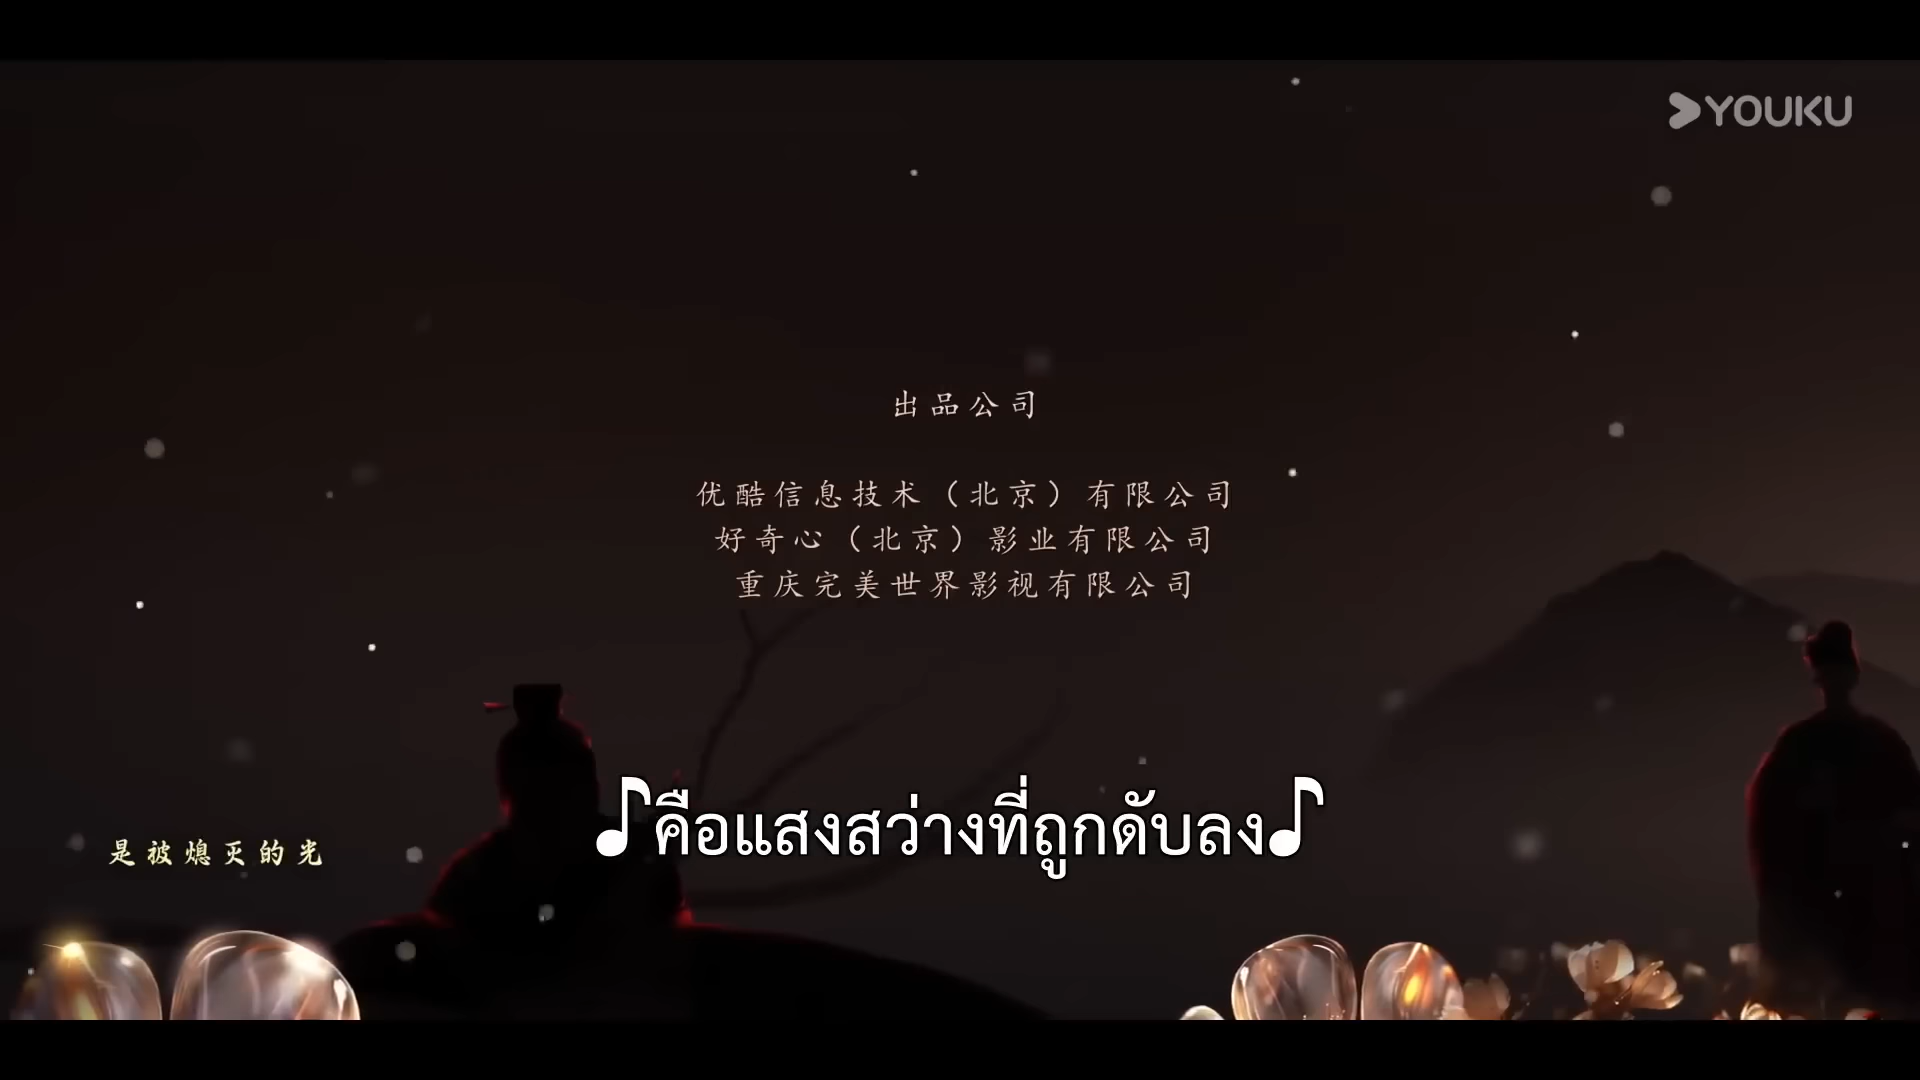 YOUKU
出品公司
优酷信息技术（北京）有限公司
好奇心（北京）影业有限公司
重庆完美世界影视有限公司
♪คือแสงสว่างที่ถูกดับลง♪
是被熄灭的光